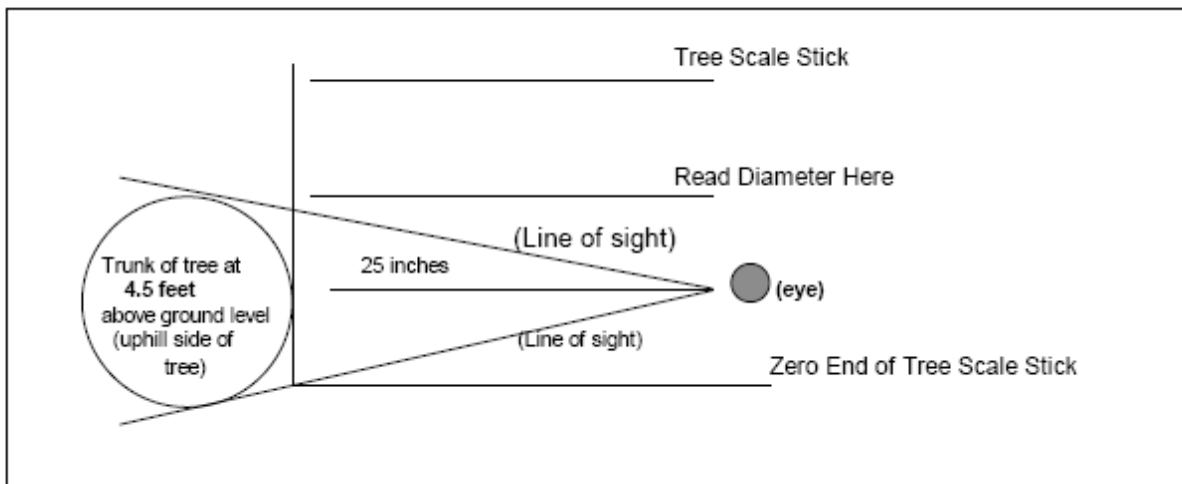 Tree Scale Stick
Read Diameter Here
(Line of sight)
25 inches
Trunk of tree at
4.5 feet
above ground level
(uphill side of
tree)
(eye)
(Line of sight)
Zero End of Tree Scale Stick